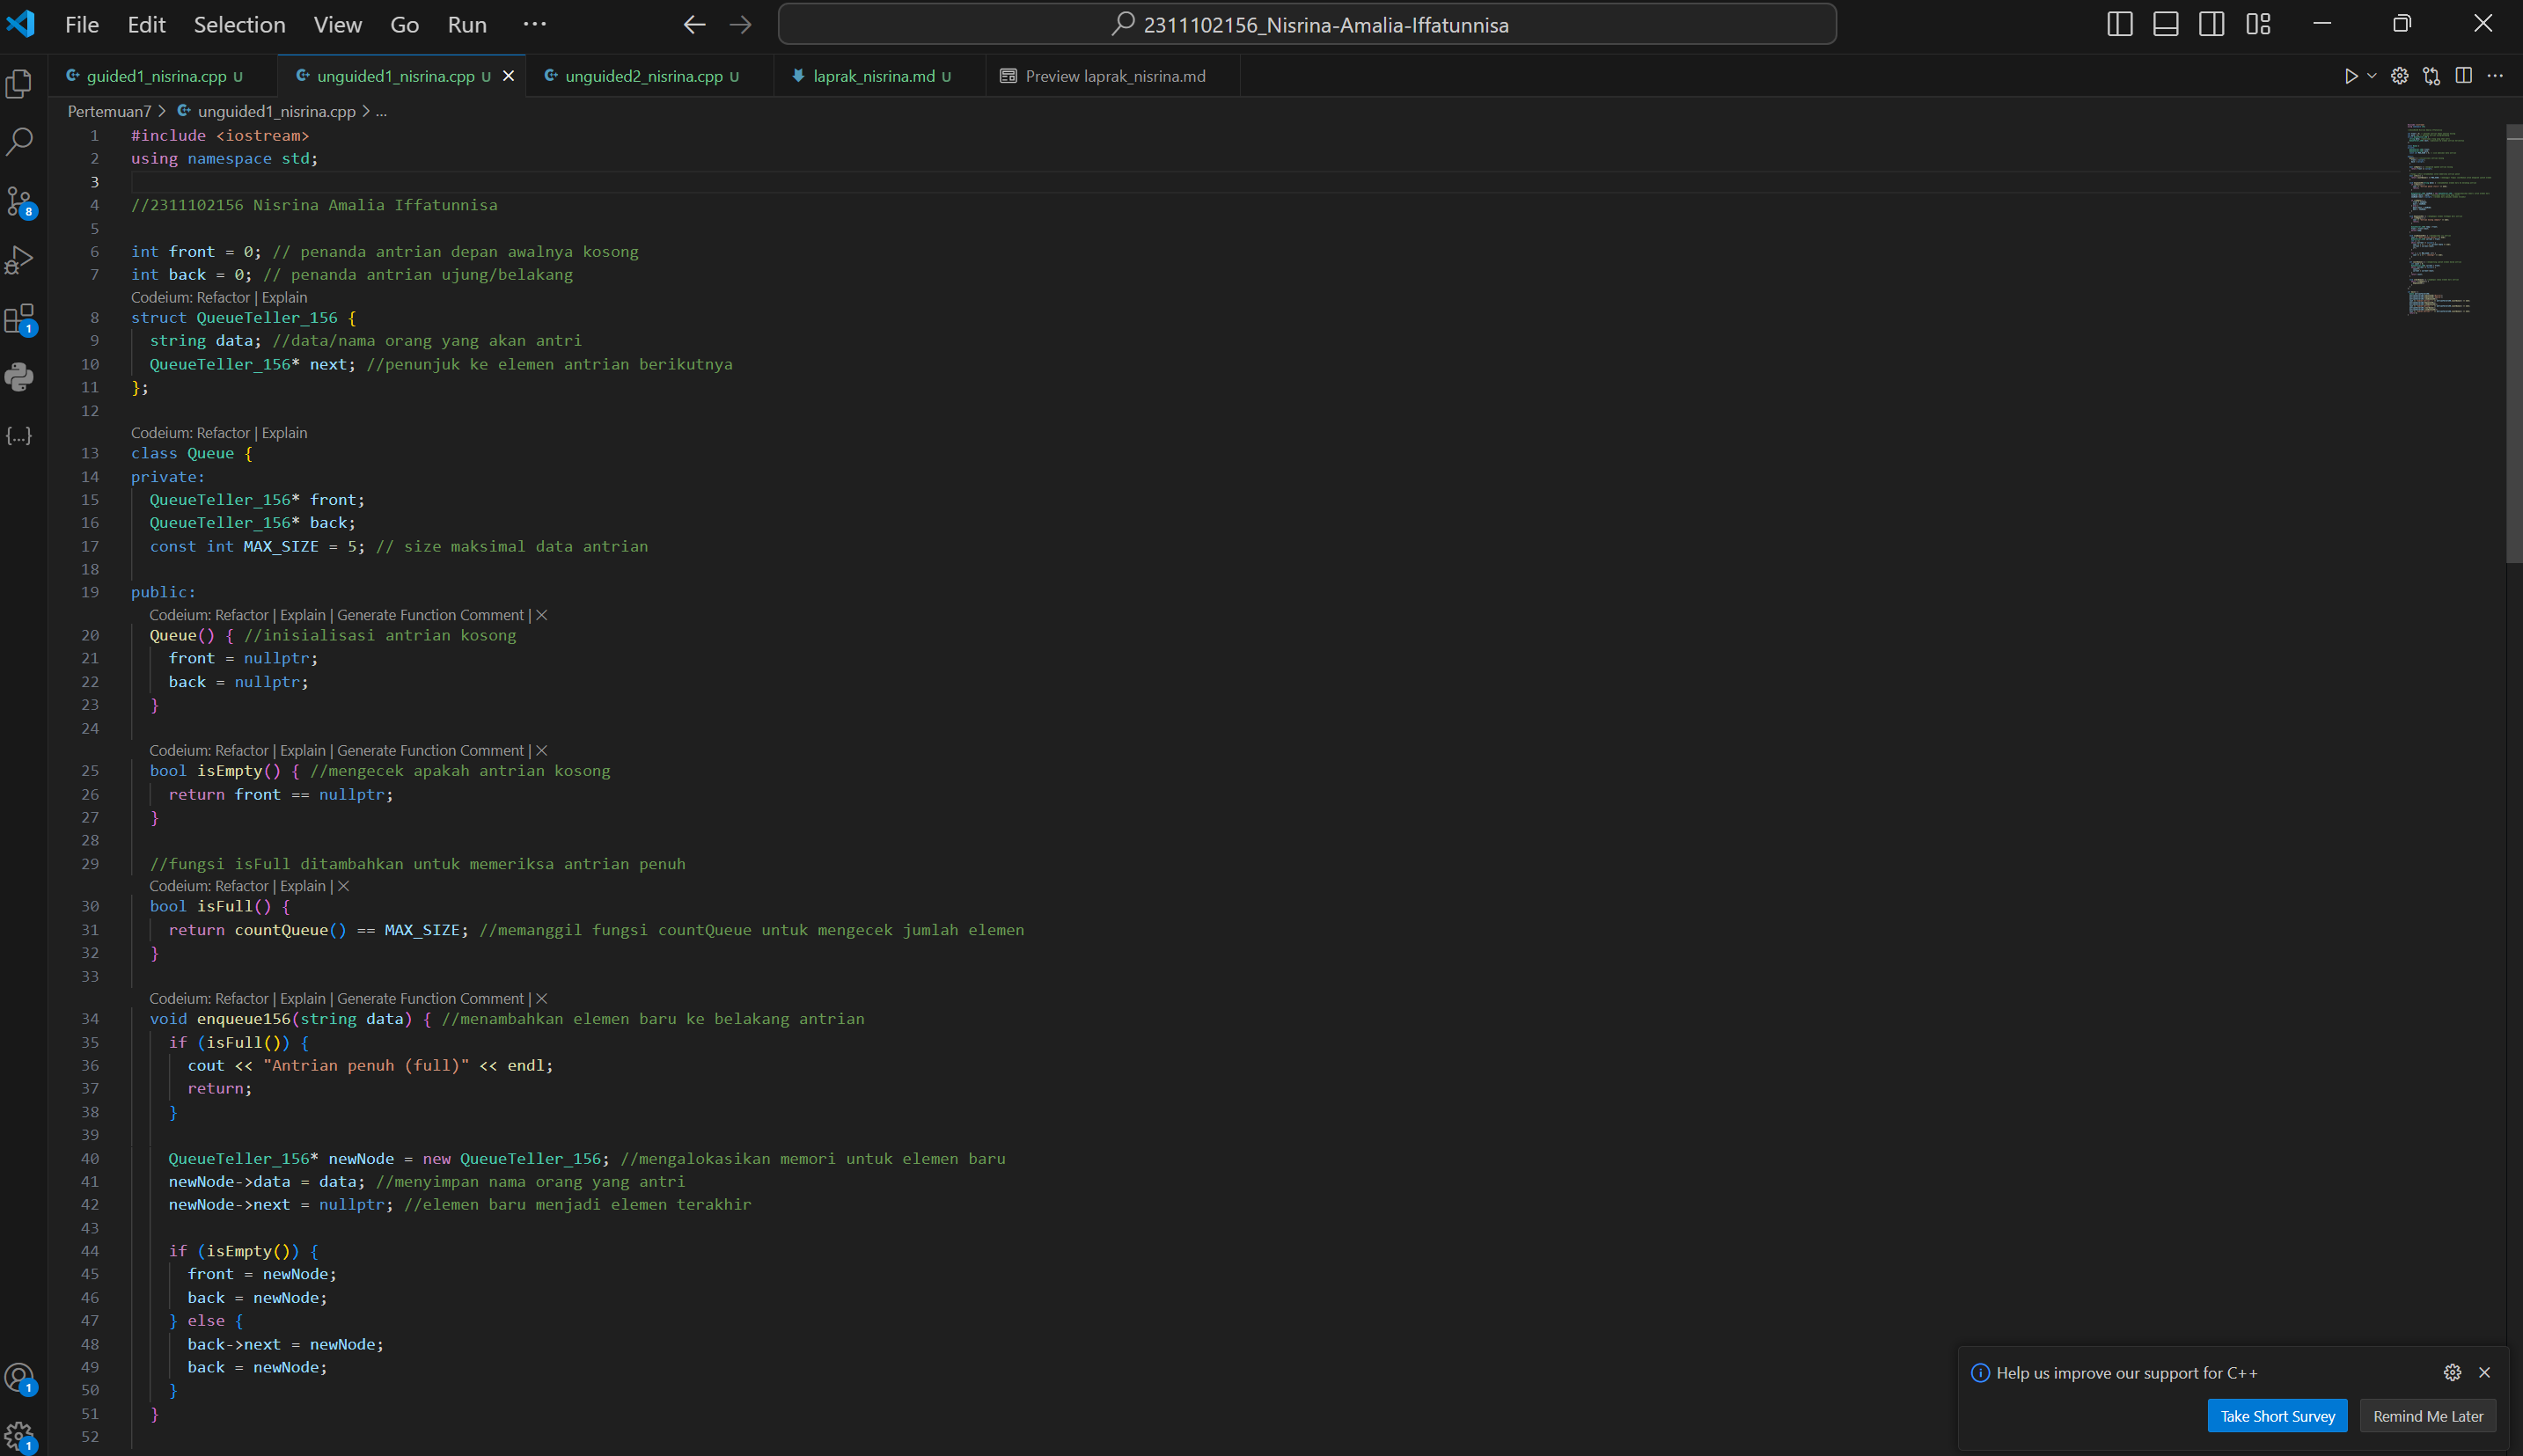 File Edit Selection View Go Run ... 2311102156_Nisrina-Amalia-Iffatunnisa
guided1_nisrina.cpp U unguided1_nisrina.cpp U unguided2_nisrina.cpp U laprak_nisrina.md U Preview laprak_nisrina.md
Pertemuan7 > unguided1_nisrina.cpp > ...
1 #include <iostream>
2 using namespace std;
3
4 //2311102156 Nisrina Amalia Iffatunnisa
5
6 int front = 0; // penanda antrian depan awalnya kosong
7 int back = 0; // penanda antrian ujung/belakang
Codeium: Refactor | Explain
8 struct QueueTeller_156 {
9 string data; //data/nama orang yang akan antri
10 QueueTeller_156* next; //penunjuk ke elemen antrian berikutnya
11 };
12
Codeium: Refactor | Explain
13 class Queue {
14 private:
15 QueueTeller_156* front;
16 QueueTeller_156* back;
17 const int MAX_SIZE = 5; // size maksimal data antrian
18
19 public:
Codeium: Refactor | Explain | Generate Function Comment | ×
20 Queue() { //inisialisasi antrian kosong
21 front = nullptr;
22 back = nullptr;
23 }
24
Codeium: Refactor | Explain | Generate Function Comment | ×
25 bool isEmpty() { //mengecek apakah antrian kosong
26 return front == nullptr;
27 }
28
29 //fungsi isFull ditambahkan untuk memeriksa antrian penuh
Codeium: Refactor | Explain | ×
30 bool isFull() {
31 return countQueue() == MAX_SIZE; //memanggil fungsi countQueue untuk mengecek jumlah elemen
32 }
33
Codeium: Refactor | Explain | Generate Function Comment | ×
34 void enqueue156(string data) { //menambahkan elemen baru ke belakang antrian
35 if (isFull()) {
36 cout << "Antrian penuh (full)" << endl;
37 return;
38 }
39
40 QueueTeller_156* newNode = new QueueTeller_156; //mengalokasikan memori untuk elemen baru
41 newNode->data = data; //menyimpan nama orang yang antri
42 newNode->next = nullptr; //elemen baru menjadi elemen terakhir
43
44 if (isEmpty()) {
45 front = newNode;
46 back = newNode;
47 } else {
48 back->next = newNode;
49 back = newNode;
50 }
51 }
52
8
1
1
1
Help us improve our support for C++
Take Short Survey Remind Me Later